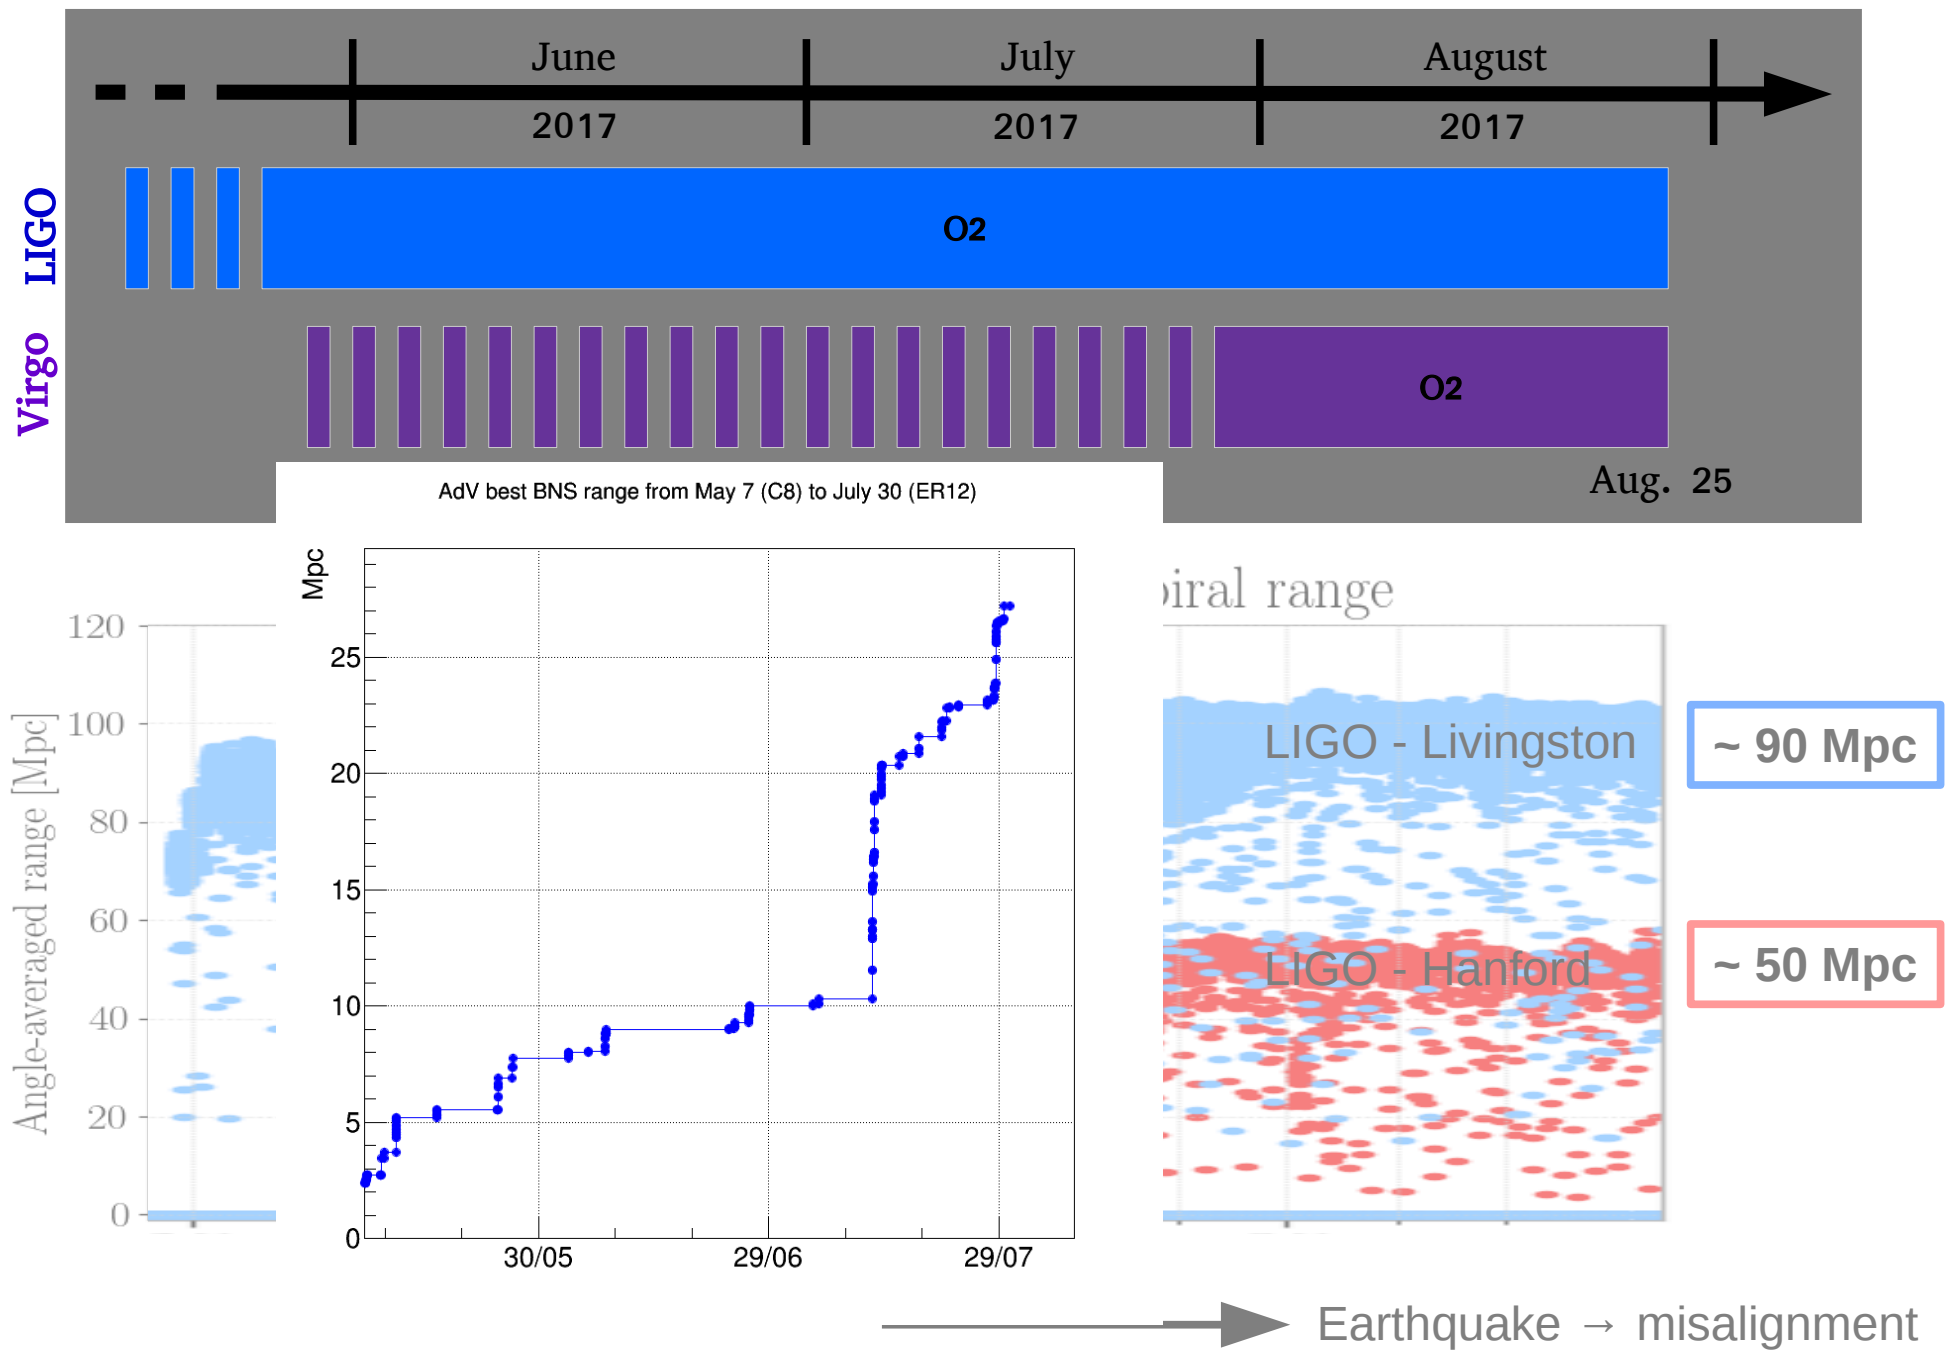 June
July
August
2017
2017
2017
LIGO
O2
Virgo
O2
Aug. 25
AdV best BNS range from May 7 (C8) to July 30 (ER12)
Mpc
25
20
15
10
5
0
30/05
29/06
29/07
range
Angle-averaged range [Mpc]
120
100
80
60
40
20
0
LIGO - Livingston
~ 90 Mpc
LIGO - Hanford
~ 50 Mpc
Earthquake → misalignment